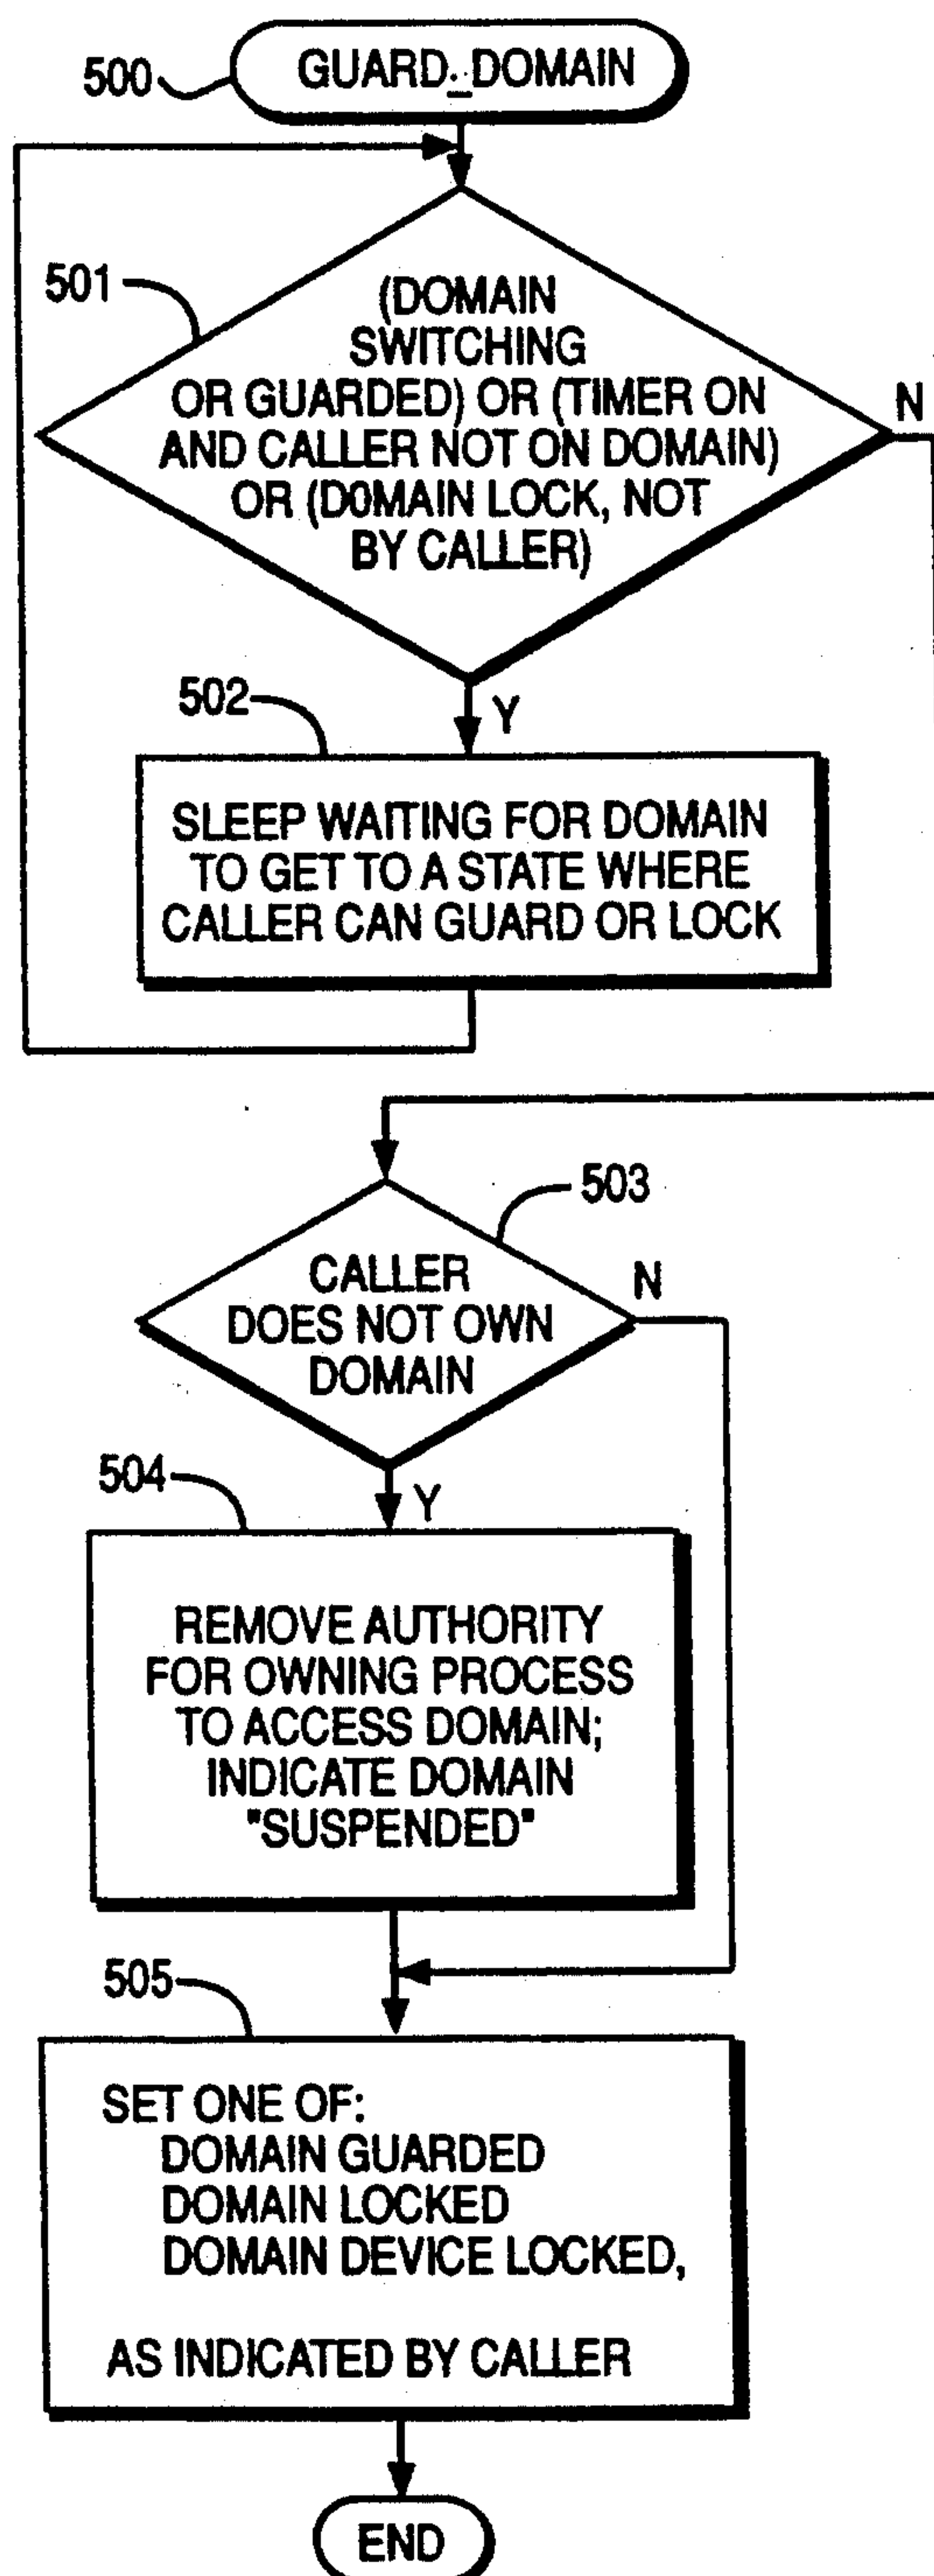 500
GUARD_DOMAIN
501
(DOMAIN
SWITCHING
OR GUARDED) OR (TIMER ON
AND CALLER NOT ON DOMAIN)
OR (DOMAIN LOCK, NOT
BY CALLER)
N
502
Y
SLEEP WAITING FOR DOMAIN
TO GET TO A STATE WHERE
CALLER CAN GUARD OR LOCK
503
CALLER
DOES NOT OWN
DOMAIN
N
504
Y
REMOVE AUTHORITY
FOR OWNING PROCESS
TO ACCESS DOMAIN;
INDICATE DOMAIN
"SUSPENDED"
505
SET ONE OF:
DOMAIN GUARDED
DOMAIN LOCKED
DOMAIN DEVICE LOCKED,
AS INDICATED BY CALLER
END